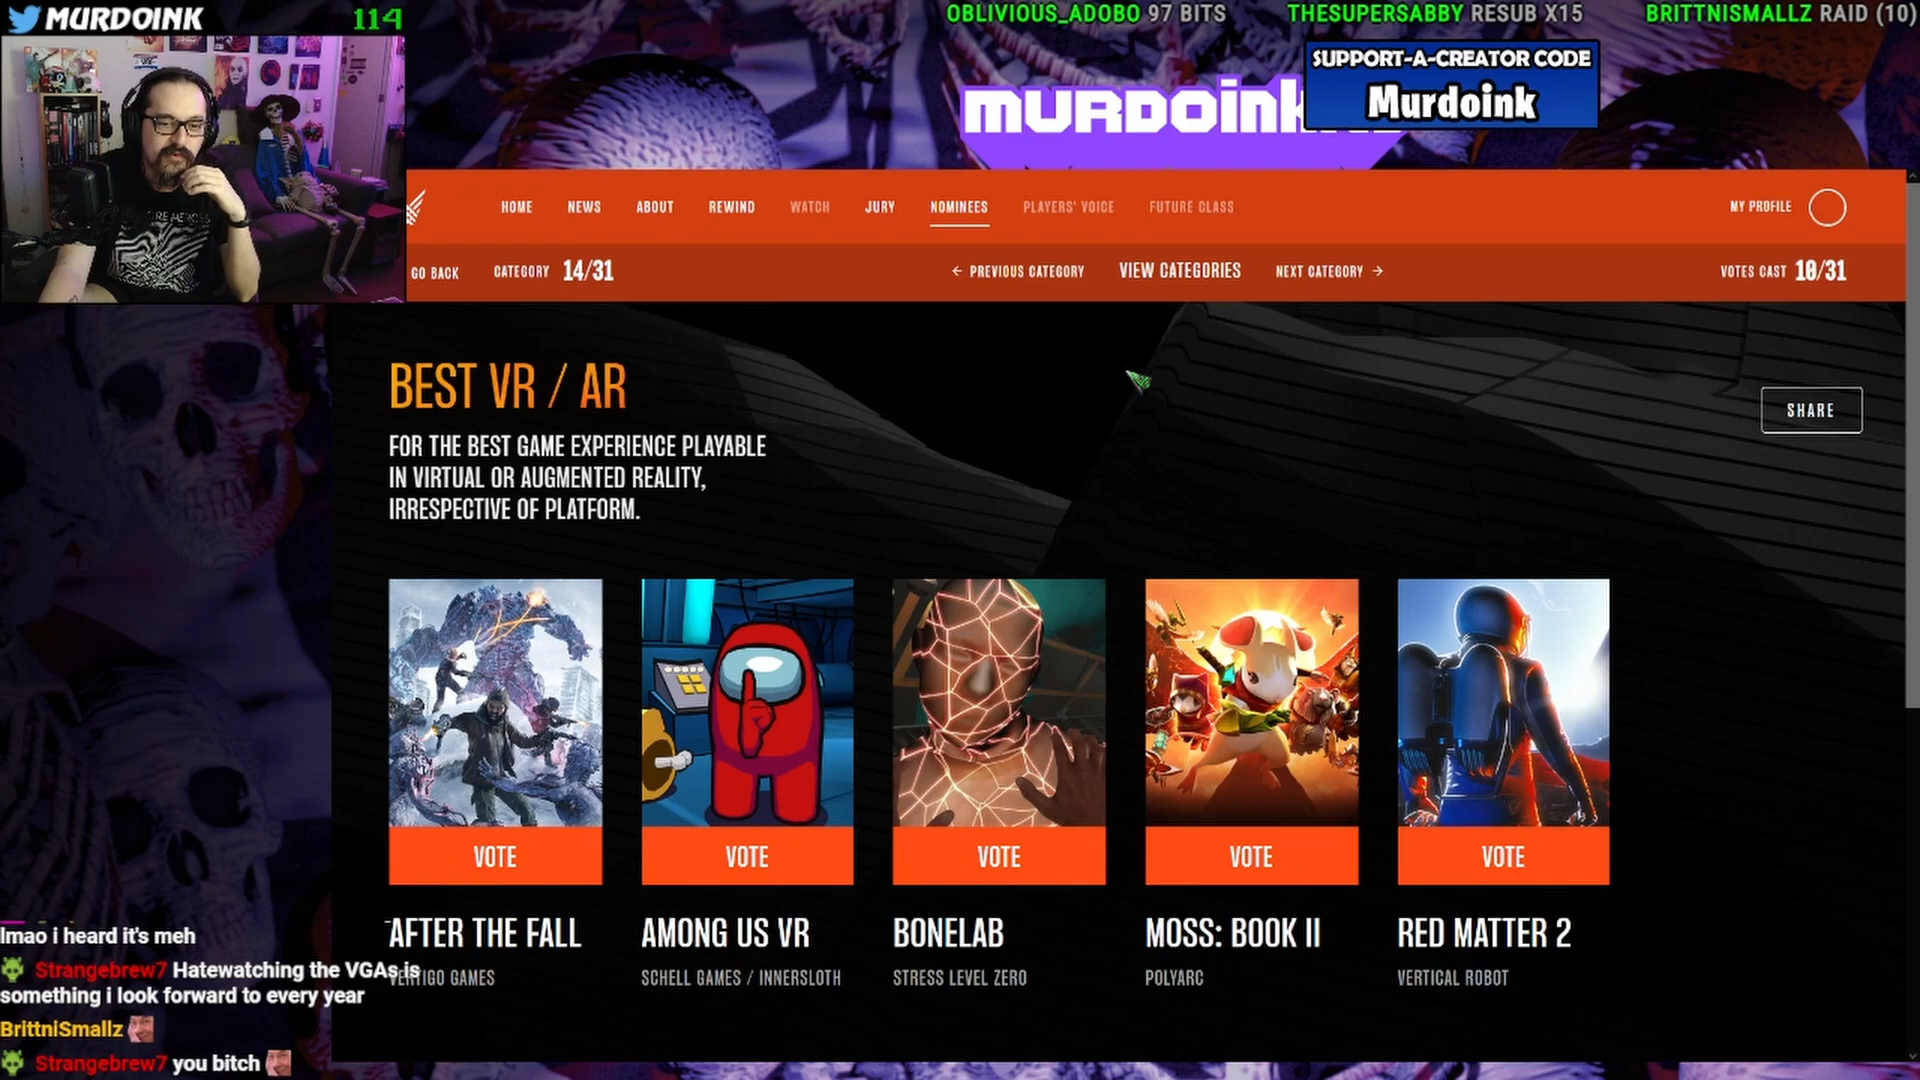 MURDOINK
114
OBLIVIOUS_ADOBO 97 BITS
THESUPERSABBY RESUB X15
BRITTNISMALLZ RAID (10)
SUPPORT-A-CREATOR CODE
Murdoink
murdoink
HOME
NEWS
ABOUT
REWIND
WATCH
JURY
NOMINEES
PLAYERS' VOICE
FUTURE CLASS
MY PROFILE
GO BACK
CATEGORY 14/31
← PREVIOUS CATEGORY
VIEW CATEGORIES
NEXT CATEGORY →
VOTES CAST 10/31
BEST VR / AR
FOR THE BEST GAME EXPERIENCE PLAYABLE
IN VIRTUAL OR AUGMENTED REALITY,
IRRESPECTIVE OF PLATFORM.
SHARE
VOTE
VOTE
VOTE
VOTE
VOTE
AFTER THE FALL
VERTIGO GAMES
AMONG US VR
SCHELL GAMES / INNERSLOTH
BONELAB
STRESS LEVEL ZERO
MOSS: BOOK II
POLYARC
RED MATTER 2
VERTICAL ROBOT
lmao i heard it's meh
Strangebrew7 Hatewatching the VGAs is
something i look forward to every year
BrittniSmallz
Strangebrew7 you bitch